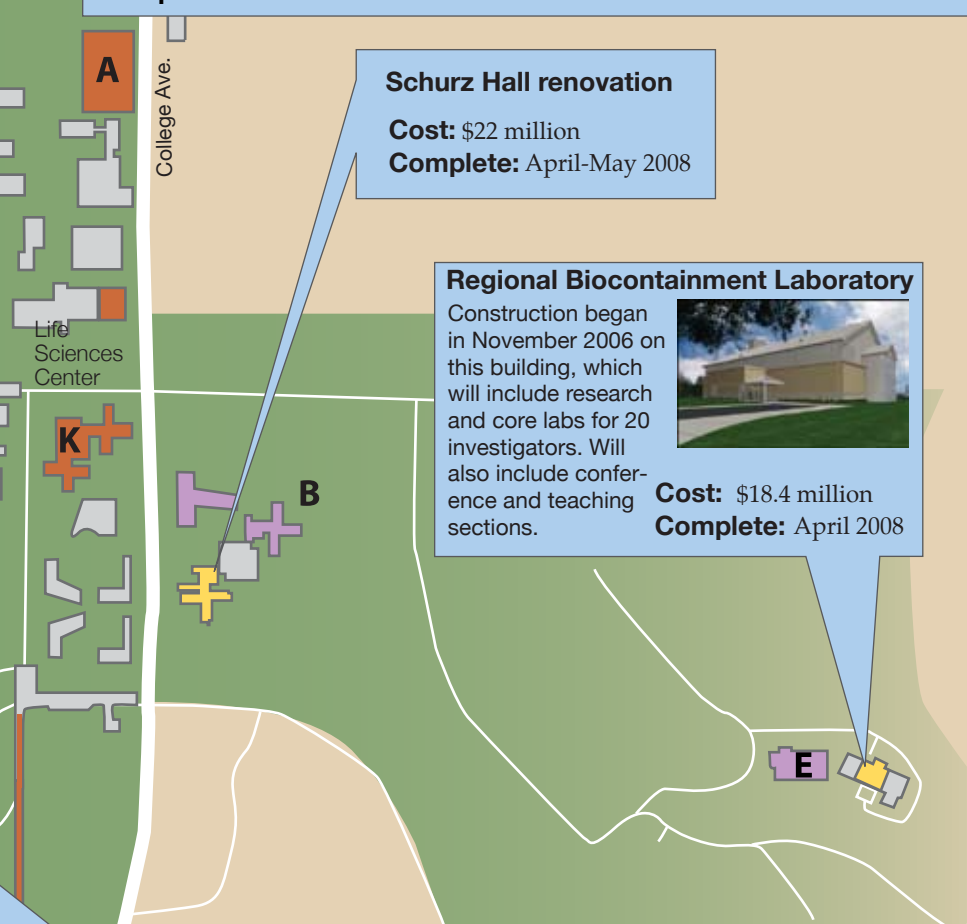 A
College Ave.
Schurz Hall renovation
Cost: $22 million
Complete: April-May 2008
Regional Biocontainment Laboratory
Construction began
in November 2006 on
this building, which
will include research
and core labs for 20
investigators. Will
also include confer-
ence and teaching
sections.
Cost: $18.4 million
Complete: April 2008
Life
Sciences
Center
K
B
E